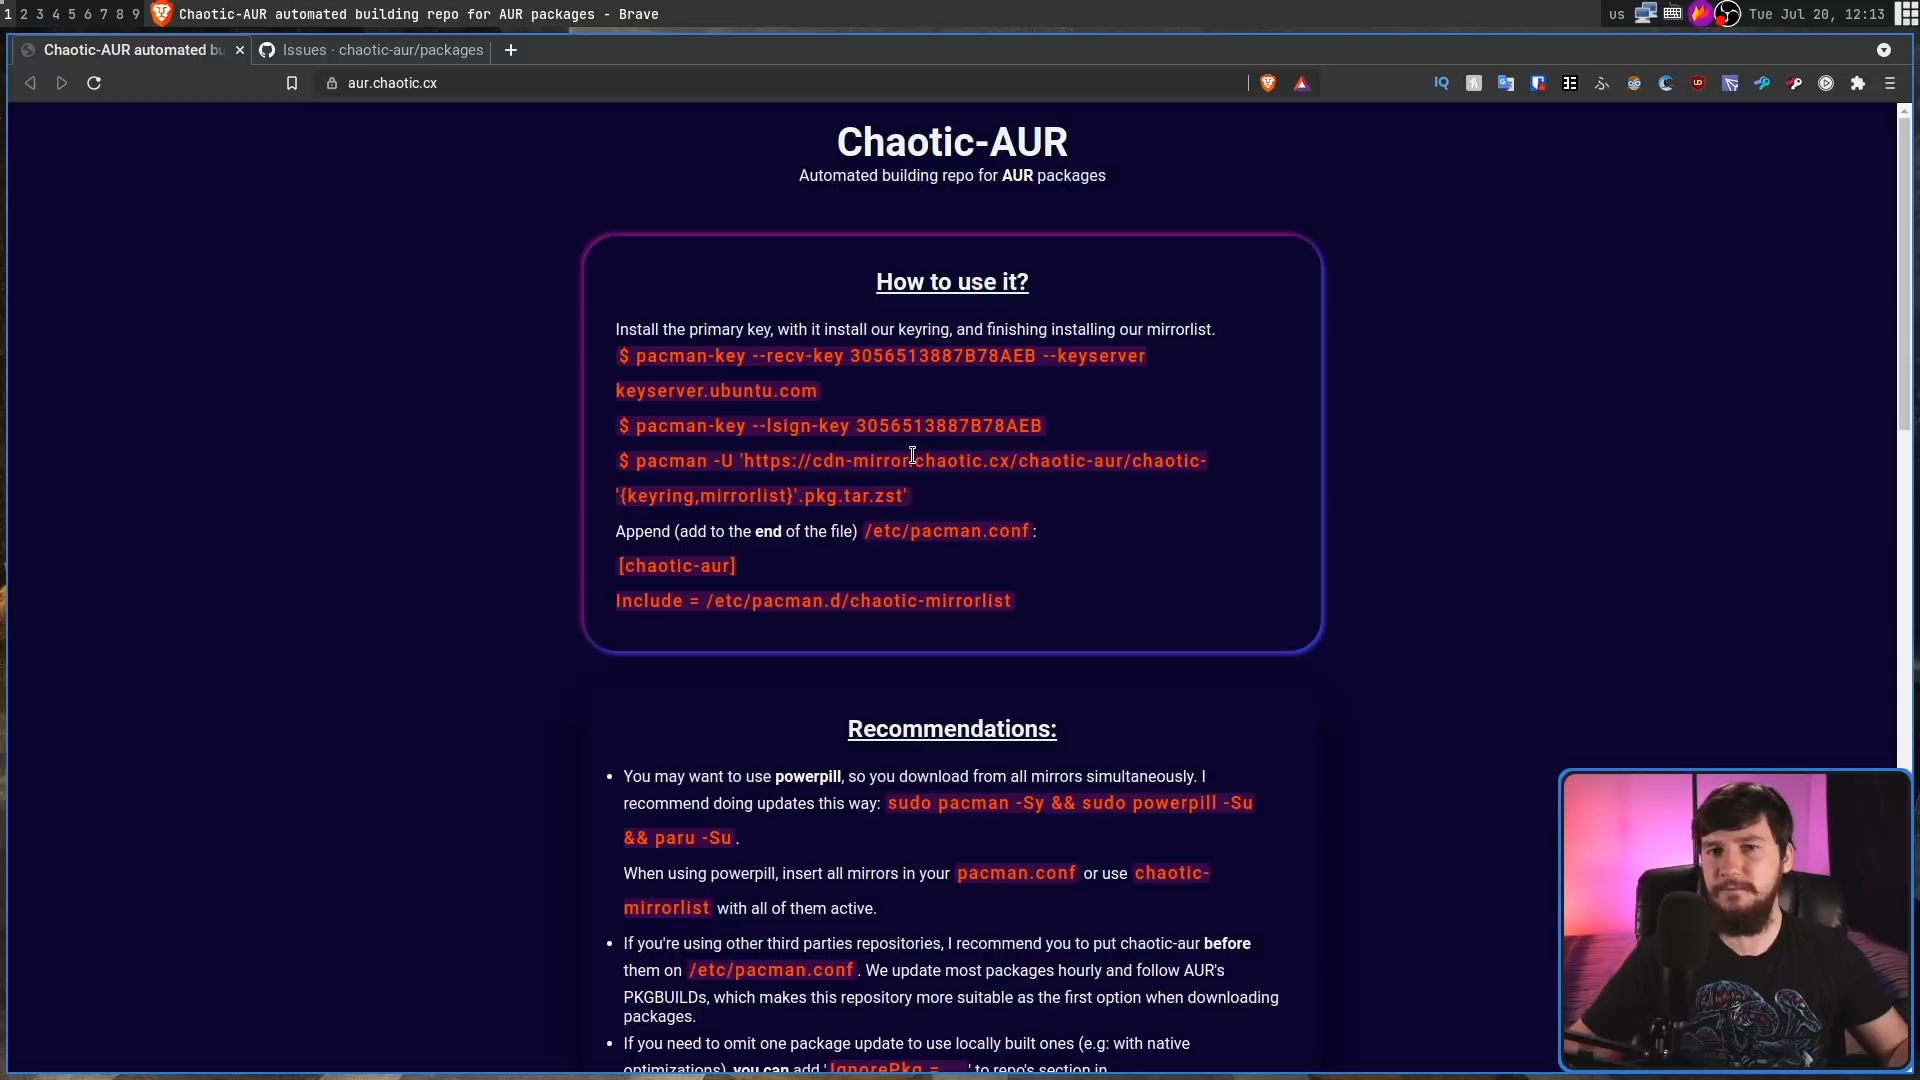 1 2 3 4 5 6 7 8 9 Chaotic-AUR automated building repo for AUR packages - Brave us Tue Jul 20, 12:13
Chaotic-AUR automated bu Issues · chaotic-aur/packages
aur.chaotic.cx
Chaotic-AUR
Automated building repo for AUR packages
How to use it?
Install the primary key, with it install our keyring, and finishing installing our mirrorlist.
$ pacman-key --recv-key 3056513887B78AEB --keyserver
keyserver.ubuntu.com
$ pacman-key --lsign-key 3056513887B78AEB
$ pacman -U 'https://cdn-mirror.chaotic.cx/chaotic-aur/chaotic-
'{keyring,mirrorlist}'.pkg.tar.zst'
Append (add to the end of the file) /etc/pacman.conf:
[chaotic-aur]
Include = /etc/pacman.d/chaotic-mirrorlist
Recommendations:
• You may want to use powerpill, so you download from all mirrors simultaneously. I
recommend doing updates this way: sudo pacman -Sy && sudo powerpill -Su
&& paru -Su.
When using powerpill, insert all mirrors in your pacman.conf or use chaotic-
mirrorlist with all of them active.
• If you're using other third parties repositories, I recommend you to put chaotic-aur before
them on /etc/pacman.conf. We update most packages hourly and follow AUR's
PKGBUILDs, which makes this repository more suitable as the first option when downloading
packages.
• If you need to omit one package update to use locally built ones (e.g: with native
optimizations), you can add 'IgnorePkg = ...' to repo's section in